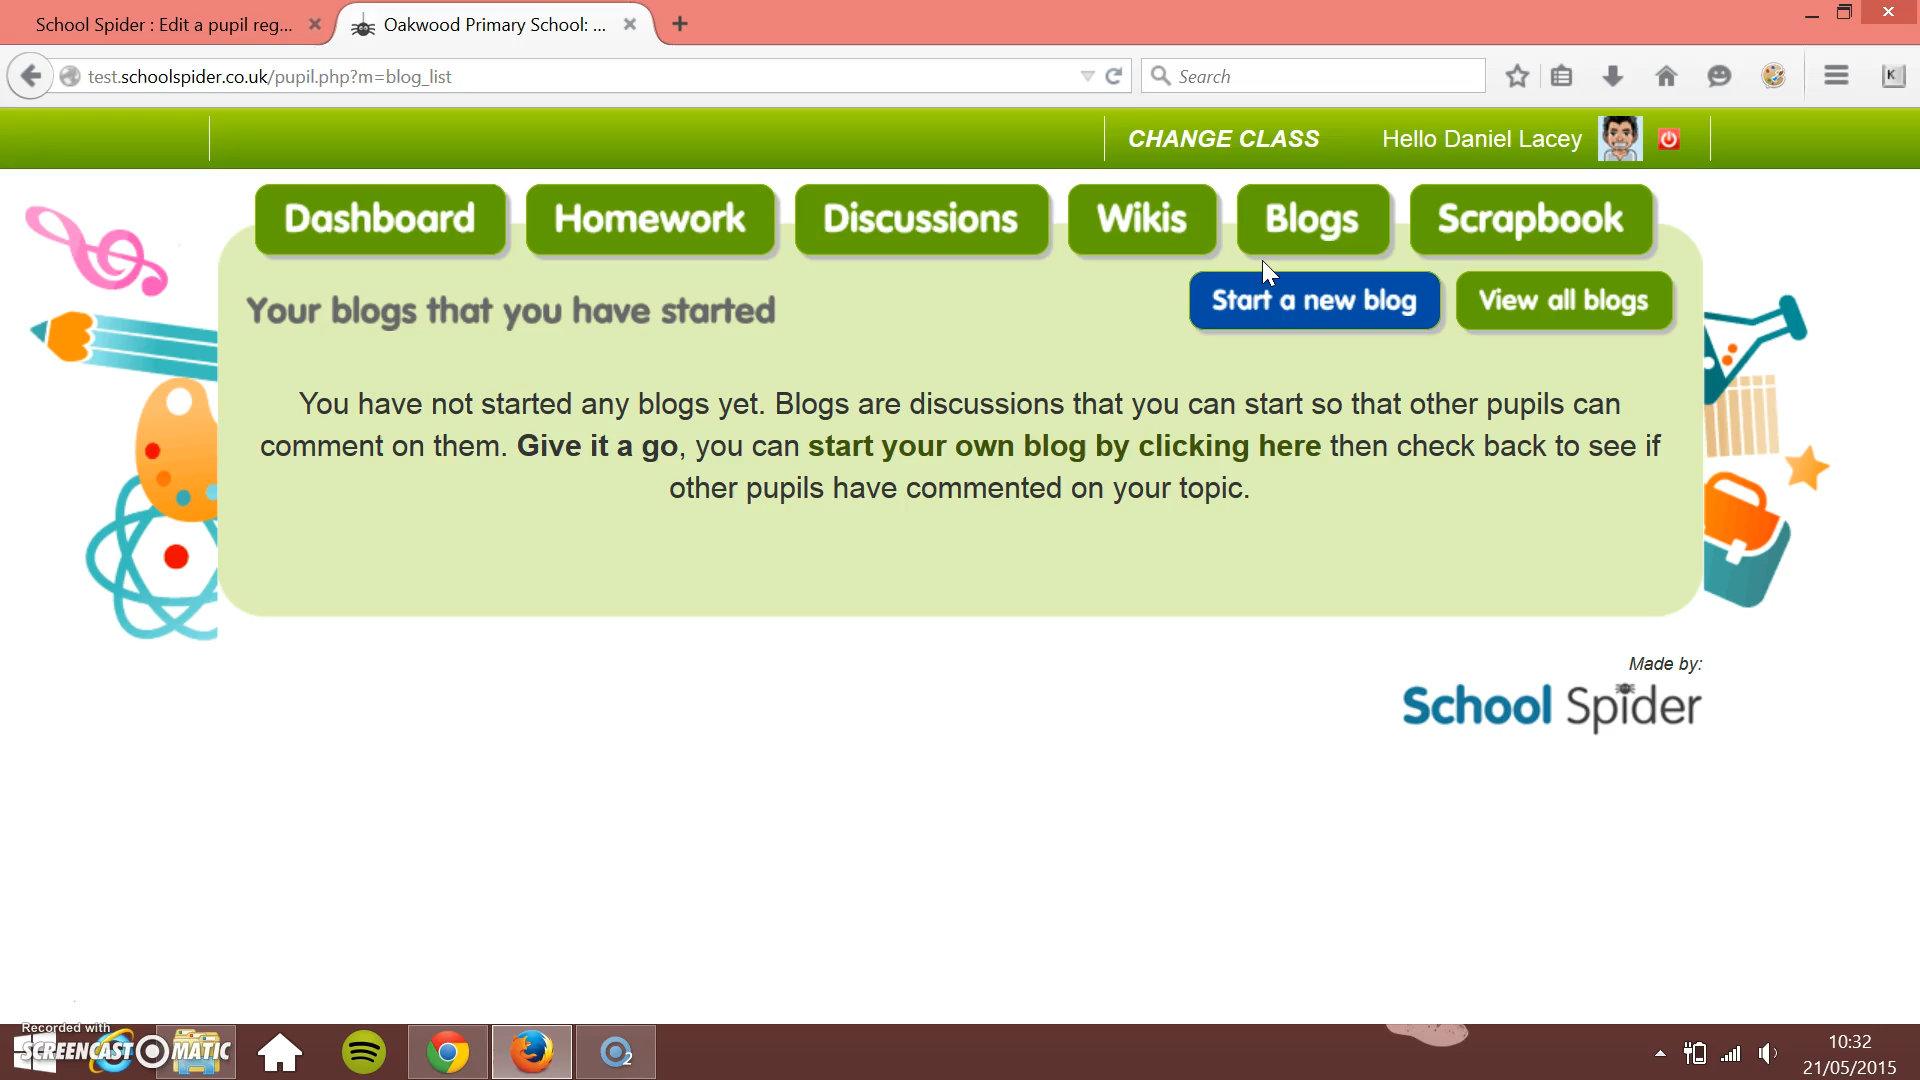 School Spider : Edit a pupil reg...
Oakwood Primary School: ...
test.schoolspider.co.uk/pupil.php?m=blog_list
Search
K
CHANGE CLASS
Hello Daniel Lacey
Dashboard
Homework
Discussions
Wikis
Blogs
Scrapbook
Your blogs that you have started
Start a new blog
View all blogs
You have not started any blogs yet. Blogs are discussions that you can start so that other pupils can
comment on them. Give it a go, you can start your own blog by clicking here then check back to see if
other pupils have commented on your topic.
Made by:
School Spider
Recorded with
SCREENCAST MATIC
2
10:32
21/05/2015